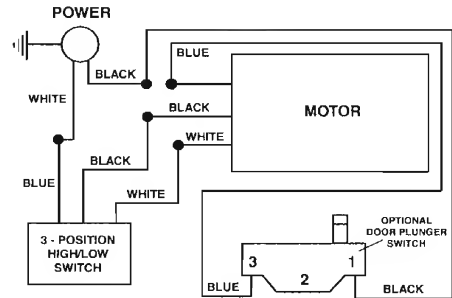 POWER
BLUE
BLACK
WHITE
BLACK
MOTOR
WHITE
BLACK
BLUE
WHITE
3 - POSITION
HIGH/LOW
SWITCH
OPTIONAL
DOOR PLUNGER
SWITCH
3
2
1
BLUE
BLACK